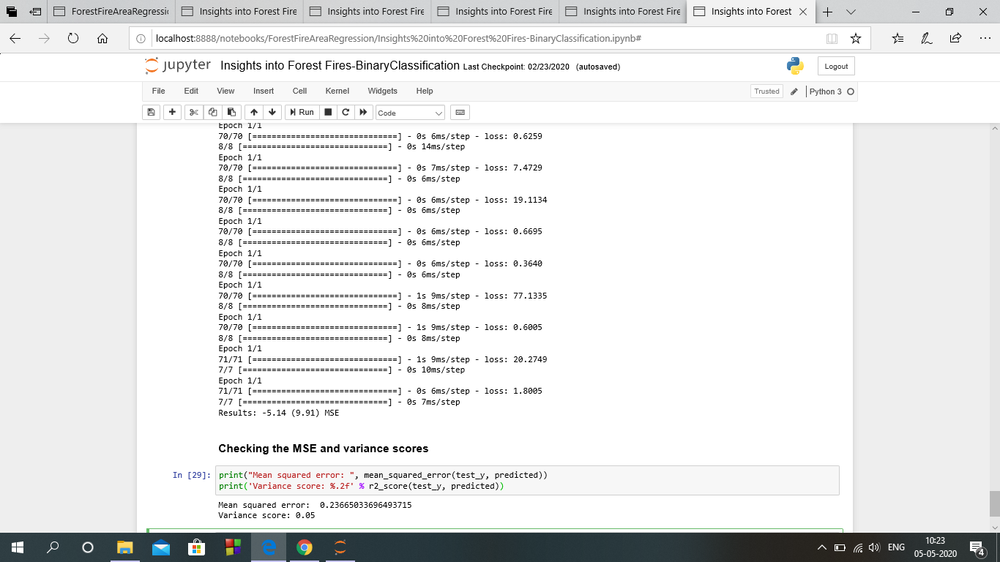 ForestFireAreaRegressi
Insights into Forest Fire
Insights into Forest Fire
Insights into Forest Fire
Insights into Forest Fire
Insights into Forest
localhost:8888/notebooks/ForestFireAreaRegression/Insights%20into%20Forest%20Fires-BinaryClassification.ipynb#
jupyter Insights into Forest Fires-BinaryClassification Last Checkpoint: 02/23/2020 (autosaved)
Logout
File Edit View Insert Cell Kernel Widgets Help
Trusted Python 3
Run Code
Epoch 1/1
70/70 [==============================] - 0s 6ms/step - loss: 0.6259
8/8 [==============================] - 0s 14ms/step
Epoch 1/1
70/70 [==============================] - 0s 7ms/step - loss: 7.4729
8/8 [==============================] - 0s 6ms/step
Epoch 1/1
70/70 [==============================] - 0s 6ms/step - loss: 19.1134
8/8 [==============================] - 0s 6ms/step
Epoch 1/1
70/70 [==============================] - 0s 6ms/step - loss: 0.6695
8/8 [==============================] - 0s 6ms/step
Epoch 1/1
70/70 [==============================] - 0s 6ms/step - loss: 0.3640
8/8 [==============================] - 0s 6ms/step
Epoch 1/1
70/70 [==============================] - 1s 9ms/step - loss: 77.1335
8/8 [==============================] - 0s 8ms/step
Epoch 1/1
70/70 [==============================] - 1s 9ms/step - loss: 0.6005
8/8 [==============================] - 0s 8ms/step
Epoch 1/1
71/71 [==============================] - 1s 9ms/step - loss: 20.2749
7/7 [==============================] - 0s 10ms/step
Epoch 1/1
71/71 [==============================] - 0s 6ms/step - loss: 1.8005
7/7 [==============================] - 0s 7ms/step
Results: -5.14 (9.91) MSE
Checking the MSE and variance scores
In [29]: print("Mean squared error: ", mean_squared_error(test_y, predicted))
print('Variance score: %.2f' % r2_score(test_y, predicted))
Mean squared error:  0.23665033696493715
Variance score: 0.05
ENG
10:23
05-05-2020
4